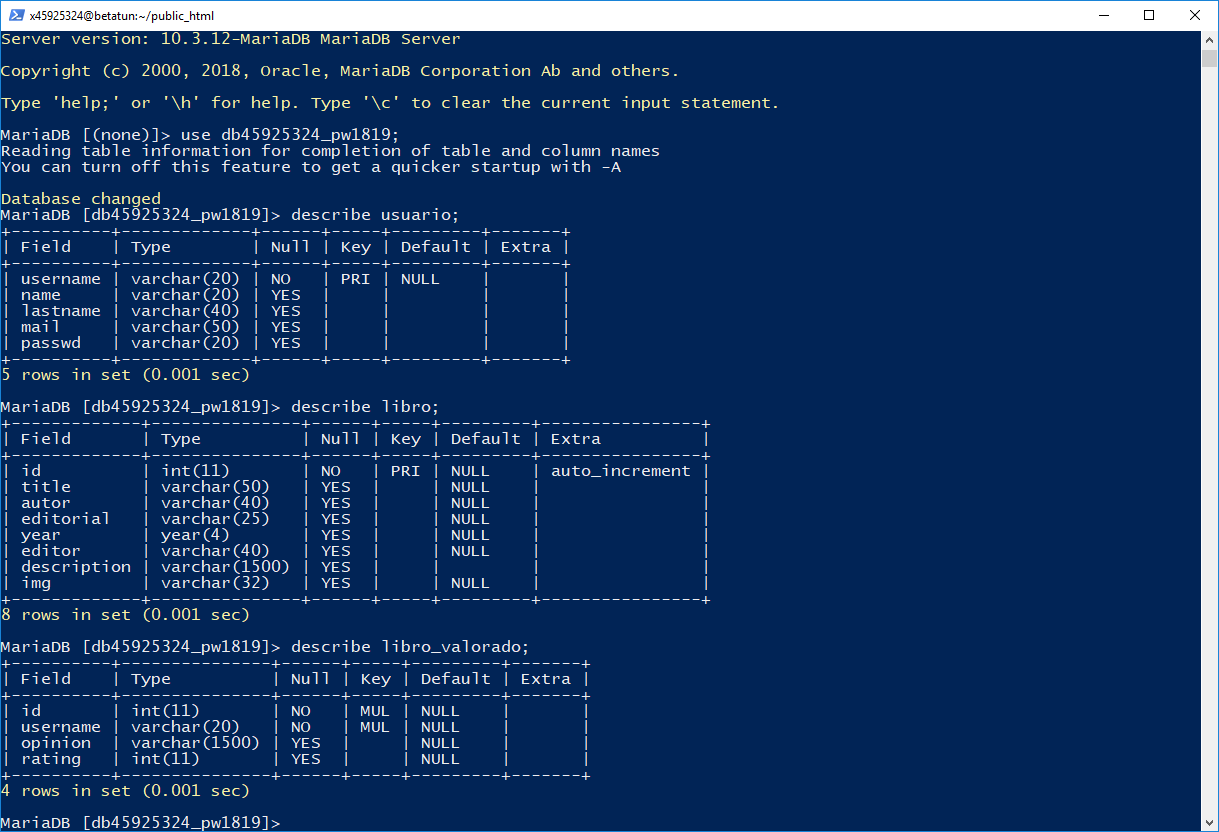 x45925324@betatun:~/public_html
Server version: 10.3.12-MariaDB MariaDB Server
Copyright (c) 2000, 2018, Oracle, MariaDB Corporation Ab and others.
Type 'help;' or '\h' for help. Type '\c' to clear the current input statement.
MariaDB [(none)]> use db45925324_pw1819;
Reading table information for completion of table and column names
You can turn off this feature to get a quicker startup with -A
Database changed
MariaDB [db45925324_pw1819]> describe usuario;
+----------+-------------+------+-----+---------+-------+
| Field    | Type        | Null | Key | Default | Extra |
+----------+-------------+------+-----+---------+-------+
| username | varchar(20) | NO   | PRI | NULL    |       |
| name     | varchar(20) | YES  |     |         |       |
| lastname | varchar(40) | YES  |     |         |       |
| mail     | varchar(50) | YES  |     |         |       |
| passwd   | varchar(20) | YES  |     |         |       |
+----------+-------------+------+-----+---------+-------+
5 rows in set (0.001 sec)
MariaDB [db45925324_pw1819]> describe libro;
+-------------+---------------+------+-----+---------+----------------+
| Field       | Type          | Null | Key | Default | Extra          |
+-------------+---------------+------+-----+---------+----------------+
| id          | int(11)       | NO   | PRI | NULL    | auto_increment |
| title       | varchar(50)   | YES  |     | NULL    |                |
| autor       | varchar(40)   | YES  |     | NULL    |                |
| editorial   | varchar(25)   | YES  |     | NULL    |                |
| year        | year(4)       | YES  |     | NULL    |                |
| editor      | varchar(40)   | YES  |     | NULL    |                |
| description | varchar(1500) | YES  |     |         |                |
| img         | varchar(32)   | YES  |     | NULL    |                |
+-------------+---------------+------+-----+---------+----------------+
8 rows in set (0.001 sec)
MariaDB [db45925324_pw1819]> describe libro_valorado;
+----------+---------------+------+-----+---------+-------+
| Field    | Type          | Null | Key | Default | Extra |
+----------+---------------+------+-----+---------+-------+
| id       | int(11)       | NO   | MUL | NULL    |       |
| username | varchar(20)   | NO   | MUL | NULL    |       |
| opinion  | varchar(1500) | YES  |     | NULL    |       |
| rating   | int(11)       | YES  |     | NULL    |       |
+----------+---------------+------+-----+---------+-------+
4 rows in set (0.001 sec)
MariaDB [db45925324_pw1819]>